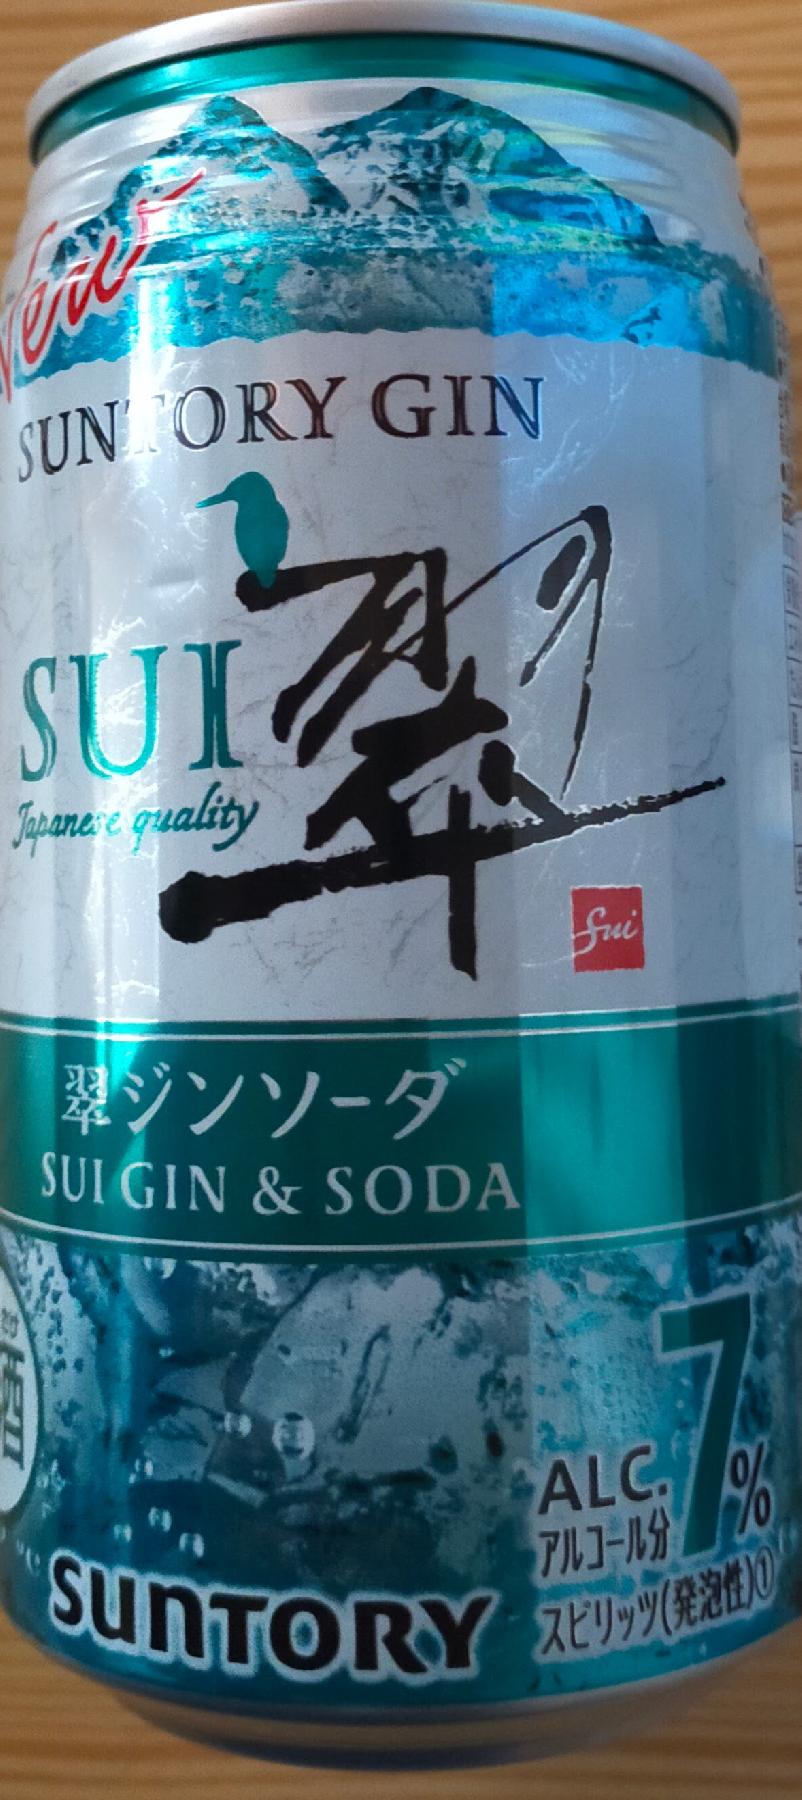 New
SUNTORY GIN
翠
SUI
Japanese quality
Sui
翠ジンソーダ
SUI GIN & SODA
酒
7%
ALC.
アルコール分
スピリッツ(発泡性)①
SUNTORY